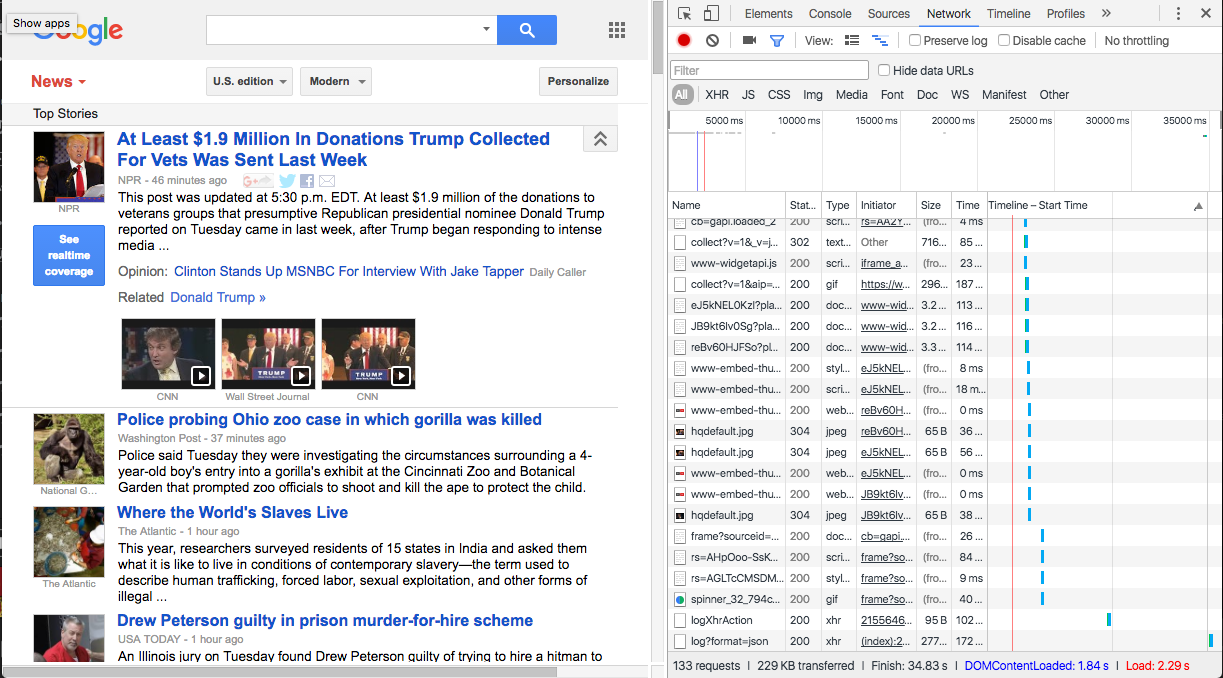 Show apps
Google
News
U.S. edition
Modern
Personalize
Top Stories
At Least $1.9 Million In Donations Trump Collected
For Vets Was Sent Last Week
NPR - 46 minutes ago
This post was updated at 5:30 p.m. EDT. At least $1.9 million of the donations to
veterans groups that presumptive Republican presidential nominee Donald Trump
reported on Tuesday came in last week, after Trump began responding to intense
media ...
NPR
See
realtime
coverage
Opinion: Clinton Stands Up MSNBC For Interview With Jake Tapper Daily Caller
Related Donald Trump »
TRUMP
TRUMP
CNN
Wall Street Journal
CNN
Police probing Ohio zoo case in which gorilla was killed
Washington Post - 37 minutes ago
Police said Tuesday they were investigating the circumstances surrounding a 4-
year-old boy's entry into a gorilla's exhibit at the Cincinnati Zoo and Botanical
Garden that prompted zoo officials to shoot and kill the ape to protect the child.
National G...
Where the World's Slaves Live
The Atlantic - 1 hour ago
This year, researchers surveyed residents of 15 states in India and asked them
what it is like to live in conditions of contemporary slavery—the term used to
describe human trafficking, forced labor, sexual exploitation, and other forms of
illegal ...
The Atlantic
Drew Peterson guilty in prison murder-for-hire scheme
USA TODAY - 1 hour ago
An Illinois jury on Tuesday found Drew Peterson guilty of trying to hire a hitman to
Elements Console Sources Network Timeline Profiles »
View: Preserve log Disable cache No throttling
Filter Hide data URLs
All XHR JS CSS Img Media Font Doc WS Manifest Other
5000 ms 10000 ms 15000 ms 20000 ms 25000 ms 30000 ms 35000 ms
Name Stat... Type Initiator Size Time Timeline – Start Time
cb=gapi.loaded_2 200 scri... rs=AA2Y... (fro... 4 ms
collect?v=1&_v=j... 302 text... Other 716... 85 ...
www-widgetapi.js 200 scri... iframe_a... (fro... 23 ...
collect?v=1&aip=... 200 gif https://w... 296... 187 ...
eJ5kNEL0KzI?pla... 200 doc... www-wid... 3.2 ... 113 ...
JB9kt6Iv0Sg?pla... 200 doc... www-wid... 3.2 ... 116 ...
reBv60HJFSo?pl... 200 doc... www-wid... 3.3 ... 114 ...
www-embed-thu... 200 styl... eJ5kNEL... (fro... 8 ms
www-embed-thu... 200 scri... eJ5kNEL... (fro... 18 m...
www-embed-thu... 200 web... reBv60H... (fro... 0 ms
hqdefault.jpg 304 jpeg reBv60H... 65 B 36 ...
hqdefault.jpg 304 jpeg eJ5kNEL... 65 B 56 ...
www-embed-thu... 200 web... eJ5kNEL... (fro... 0 ms
www-embed-thu... 200 web... JB9kt6Iv... (fro... 0 ms
hqdefault.jpg 304 jpeg JB9kt6Iv... 65 B 38 ...
frame?sourceid=... 200 doc... cb=gapi... (fro... 26 ...
rs=AHpOoo-SsK... 200 scri... frame?so... (fro... 84 ...
rs=AGLTcCMSDM... 200 styl... frame?so... (fro... 9 ms
spinner_32_794c... 200 gif frame?so... (fro... 40 ...
logXhrAction 200 xhr 2155646... 95 B 102 ...
log?format=json 200 xhr (index):2... 277... 172 ...
133 requests | 229 KB transferred | Finish: 34.83 s | DOMContentLoaded: 1.84 s | Load: 2.29 s